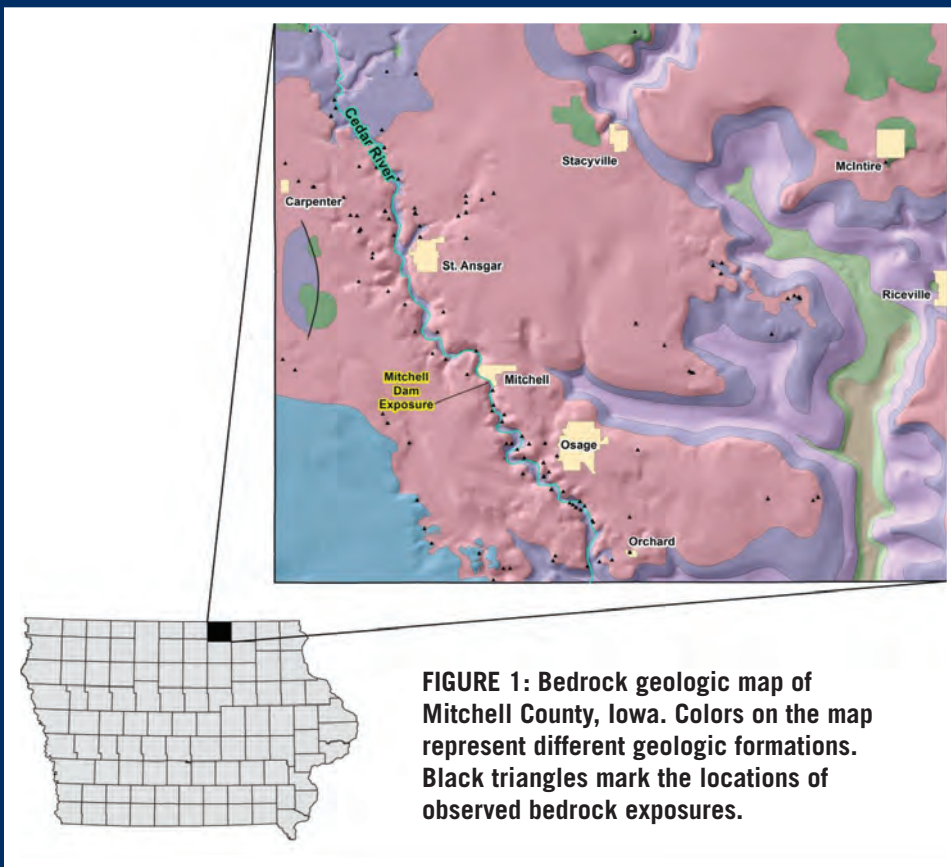 Cedar River
Stacyville
McIntire
Carpenter
St. Ansgar
Riceville
Mitchell
Dam
Exposure
Mitchell
Osage
Orchard
FIGURE 1: Bedrock geologic map of
Mitchell County, Iowa. Colors on the map
represent different geologic formations.
Black triangles mark the locations of
observed bedrock exposures.